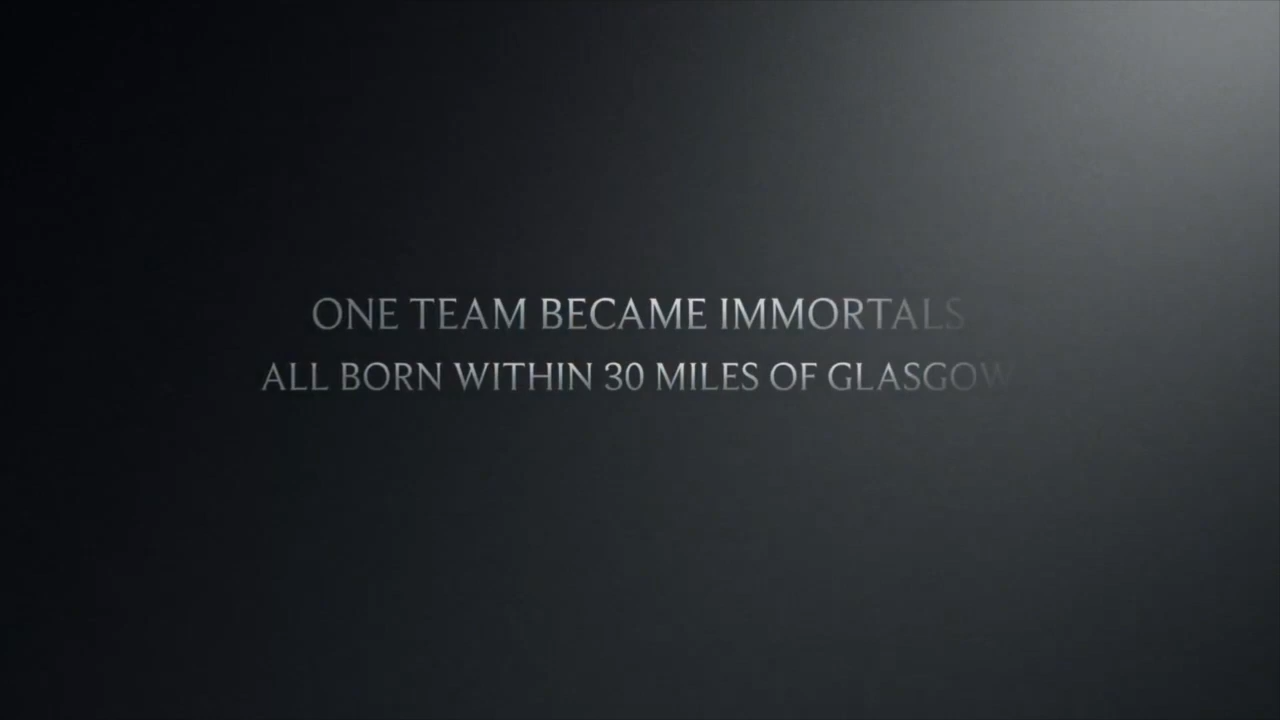 ONE TEAM BECAME IMMORTALS
ALL BORN WITHIN 30 MILES OF GLASGOW